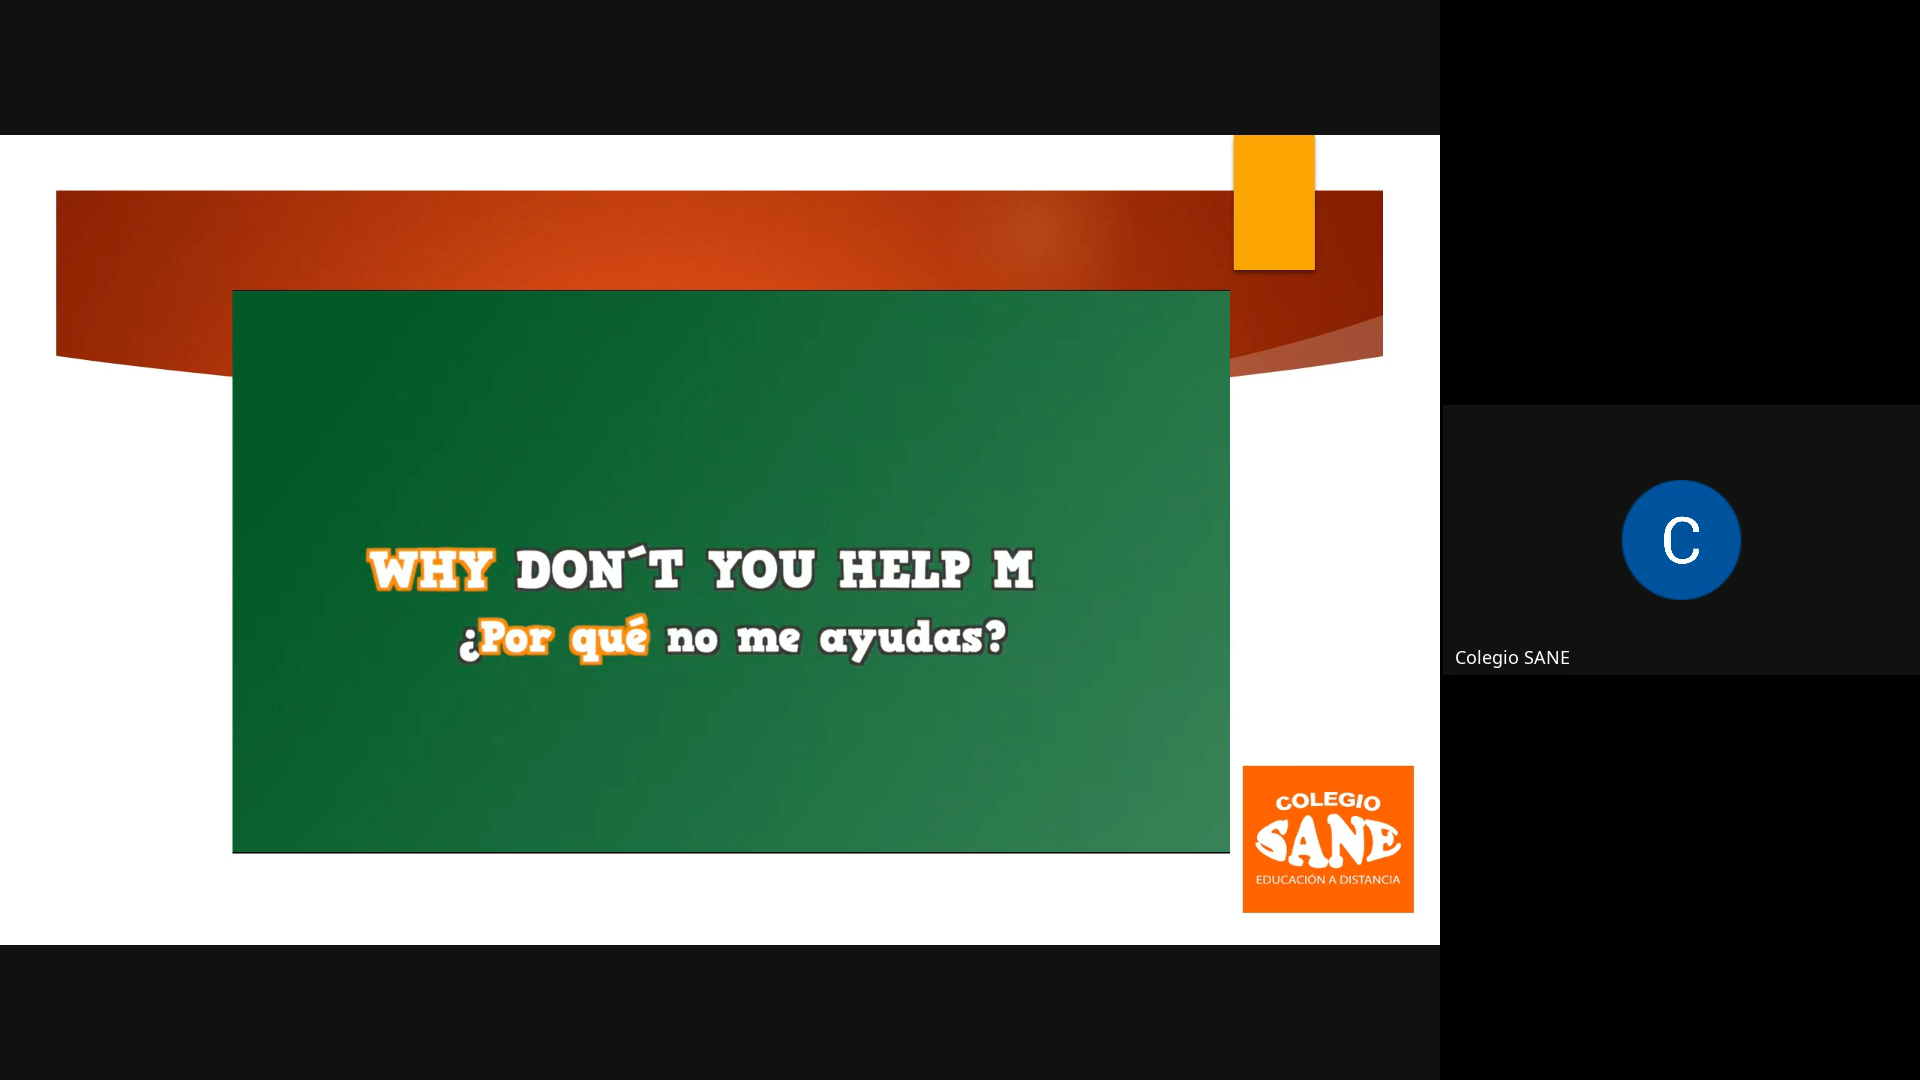 WHY DON´T YOU HELP M
¿Por qué no me ayudas?
C
Colegio SANE
COLEGIO
SANE
EDUCACIÓN A DISTANCIA